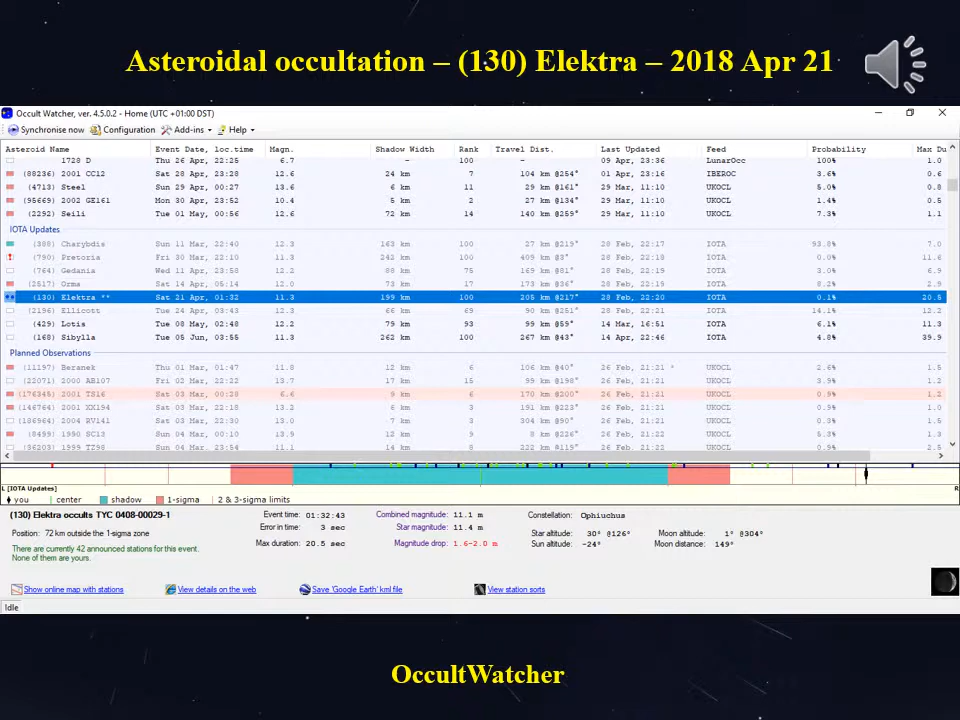 Asteroidal occultation – (130) Elektra – 2018 Apr 21
Occult Watcher, ver. 4.5.0.2 - Home (UTC +01:00 DST)
Synchronise now Configuration Add-ins Help
Asteroid Name Event Date, loc.time Magn. Shadow Width Rank Travel Dist. Last Updated Feed Probability Max Du
1728 D Thu 26 Apr, 22:25 6.7 - 100 - 09 Apr, 23:36 LunarOcc 100% 1.0
(88236) 2001 CC12 Sat 28 Apr, 23:28 12.6 24 km 7 104 km @254° 01 Apr, 23:16 IBEROC 3.6% 0.6
(4713) Steel Sun 29 Apr, 00:27 13.6 6 km 11 29 km @161° 29 Mar, 11:10 UKOCL 5.0% 0.8
(95669) 2002 GE161 Mon 30 Apr, 23:52 10.4 5 km 2 27 km @134° 29 Mar, 11:10 UKOCL 1.4% 0.5
(2292) Seili Tue 01 May, 00:56 12.6 72 km 14 140 km @259° 29 Mar, 11:10 UKOCL 7.3% 1.1
IOTA Updates
(388) Charybdis Sun 11 Mar, 22:40 12.3 163 km 100 27 km @219° 28 Feb, 22:17 IOTA 93.8% 7.0
(790) Pretoria Fri 30 Mar, 22:10 11.3 242 km 100 409 km @3° 28 Feb, 22:18 IOTA 0.0% 11.6
(764) Gedania Wed 11 Apr, 23:58 12.2 88 km 75 169 km @81° 28 Feb, 22:19 IOTA 3.0% 6.9
(2517) Orma Sat 14 Apr, 05:14 12.0 73 km 17 173 km @36° 28 Feb, 22:19 IOTA 8.2% 2.9
(130) Elektra ** Sat 21 Apr, 01:32 11.3 199 km 100 205 km @217° 28 Feb, 22:20 IOTA 0.1% 20.5
(2196) Ellicott Tue 24 Apr, 03:43 12.3 66 km 69 90 km @251° 28 Feb, 22:20 IOTA 14.1% 12.2
(429) Lotis Tue 08 May, 02:48 12.2 79 km 93 99 km @59° 14 Mar, 16:51 IOTA 6.1% 11.3
(168) Sibylla Tue 05 Jun, 03:55 11.3 262 km 100 267 km @43° 14 Apr, 22:46 IOTA 4.8% 39.9
Planned Observations
(11197) Beranek Thu 01 Mar, 01:47 11.8 12 km 6 106 km @40° 26 Feb, 21:21 * UKOCL 2.6% 1.5
(22071) 2000 AB107 Fri 02 Mar, 22:22 13.7 17 km 15 99 km @198° 26 Feb, 21:21 UKOCL 3.9% 1.2
(176345) 2001 TS16 Sat 03 Mar, 00:28 6.6 9 km 6 170 km @200° 26 Feb, 21:21 UKOCL 0.9% 1.2
(146764) 2001 XX194 Sat 03 Mar, 22:18 13.2 6 km 3 191 km @223° 26 Feb, 21:21 UKOCL 0.9% 1.4
(186964) 2004 RV141 Sat 03 Mar, 22:30 13.0 7 km 3 304 km @90° 26 Feb, 21:22 UKOCL 0.9% 1.5
(8499) 1990 SC13 Sun 04 Mar, 00:10 13.9 12 km 9 8 km @226° 26 Feb, 21:22 UKOCL 5.3% 1.3
(36203) 1999 TZ98 Sun 04 Mar, 23:54 11.1 14 km 8 222 km @55° 26 Feb, 21:22 UKOCL 0.9% 1.1
L [IOTA Updates] R
you center shadow 1-sigma 2 & 3-sigma limits
(130) Elektra occults TYC 0408-00029-1 Event time: 01:32:43 Combined magnitude: 11.1 m Constellation: Ophiuchus
Error in time: 3 sec Star magnitude: 11.4 m
Position: 72 km outside the 1-sigma zone Star altitude: 30° @126° Moon altitude: 1° @304°
Max duration: 20.5 sec Magnitude drop: 1.6-2.0 m Sun altitude: -24° Moon distance: 149°
There are currently 42 announced stations for this event.
None of them are yours.
Show online map with stations View details on the web Save 'Google Earth' kml file View station sorts
Idle
OccultWatcher